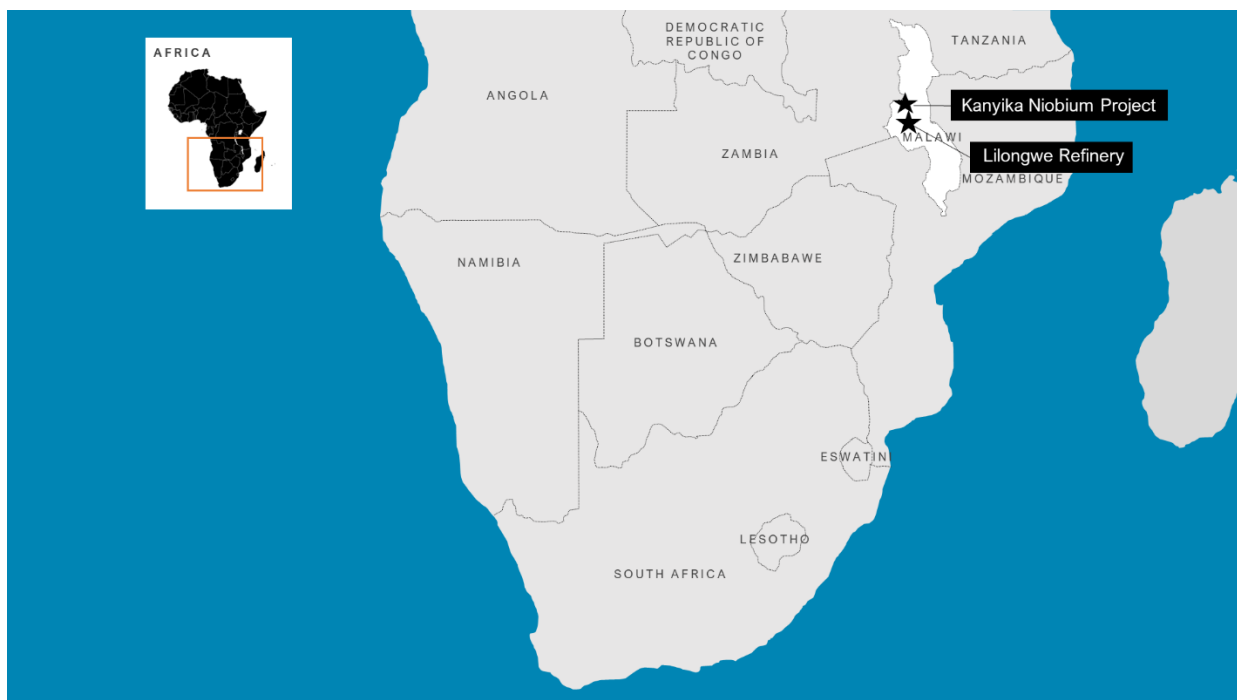 AFRICA
DEMOCRATIC
REPUBLIC OF
CONGO
TANZANIA
ANGOLA
Kanyika Niobium Project
MALAWI
ZAMBIA
Lilongwe Refinery
MOZAMBIQUE
NAMIBIA
ZIMBABAWE
BOTSWANA
ESWATINI
LESOTHO
SOUTH AFRICA